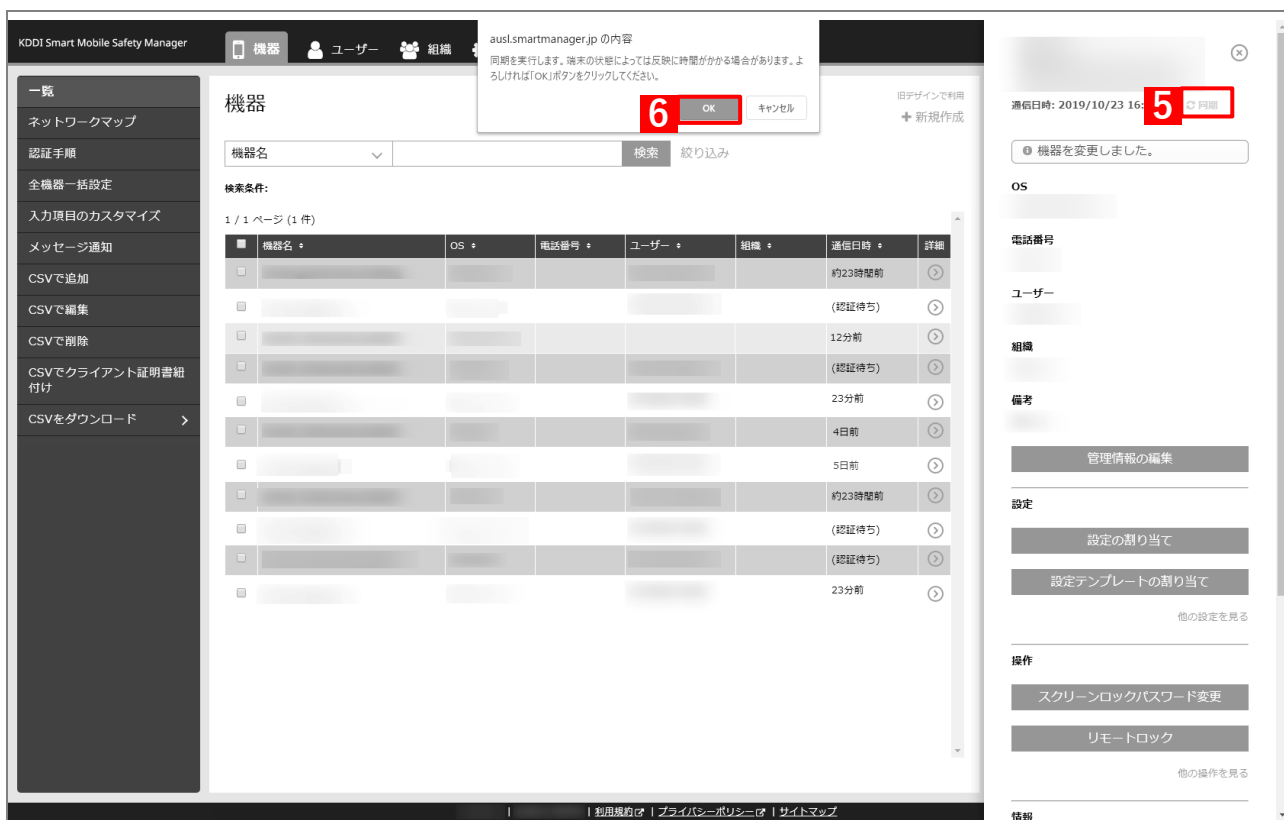 KDDI Smart Mobile Safety Manager
機器
ユーザー
組織
ausl.smartmanager.jp の内容
同期を実行します。端末の状態によっては反映に時間がかかる場合があります。よ
ろしければ「OK」ボタンをクリックしてください。
6
OK
キャンセル
一覧
ネットワークマップ
認証手順
全機器一括設定
入力項目のカスタマイズ
メッセージ通知
CSVで追加
CSVで編集
CSVで削除
CSVでクライアント証明書紐
付け
CSVをダウンロード
機器
旧デザインで利用
+ 新規作成
機器名
検索
絞り込み
検索条件:
1 / 1 ページ (1 件)
機器名 OS 電話番号 ユーザー 組織 通信日時 詳細
約23時間前
(認証待ち)
12分前
(認証待ち)
23分前
4日前
5日前
約23時間前
(認証待ち)
(認証待ち)
23分前
通信日時: 2019/10/23 16:
5
同期
機器を変更しました。
OS
電話番号
ユーザー
組織
備考
管理情報の編集
設定
設定の割り当て
設定テンプレートの割り当て
他の設定を見る
操作
スクリーンロックパスワード変更
リモートロック
他の操作を見る
情報
| | 利用規約 | プライバシーポリシー | サイトマップ